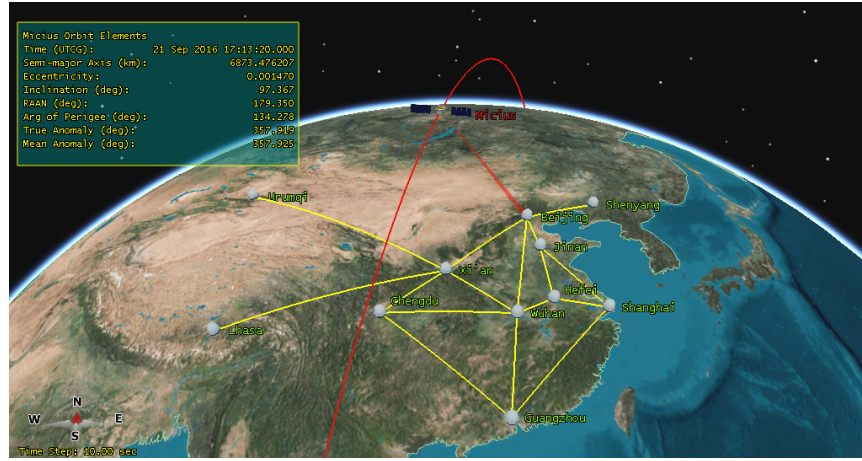 Micius Orbit Elements
Time (UTCG): 21 Sep 2016 17:13:20.000
Semi-major Axis (km): 6873.476207
Eccentricity: 0.001470
Inclination (deg): 97.367
RAAN (deg): 179.350
Arg of Perigee (deg): 134.278
True Anomaly (deg): 357.919
Mean Anomaly (deg): 357.925
Micius
Urumqi
Shenyang
Beijing
Jinan
Xi an
Hefei
Chengdu
Shanghai
Wuhan
Lhasa
Guangzhou
N
W E
S
Time Step: 10.00 sec